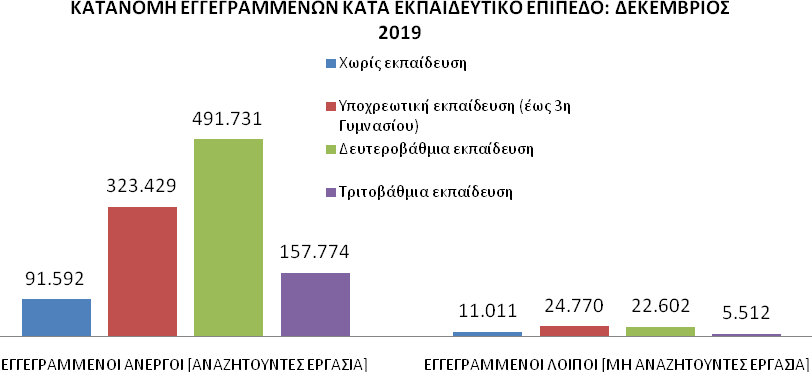 ΚΑΤΑΝΟΜΗ ΕΓΓΕΓΡΑΜΜΕΝΩΝ ΚΑΤΑ ΕΚΠΑΙΔΕΥΤΙΚΟ ΕΠΙΠΕΔΟ: ΔΕΚΕΜΒΡΙΟΣ
2019
Χωρίς εκπαίδευση
Υποχρεωτική εκπαίδευση (έως 3η
Γυμνασίου)
Δευτεροβάθμια εκπαίδευση
Τριτοβάθμια εκπαίδευση
91.592
323.429
491.731
157.774
11.011
24.770
22.602
5.512
ΕΓΓΕΓΡΑΜΜΕΝΟΙ ΑΝΕΡΓΟΙ [ΑΝΑΖΗΤΟΥΝΤΕΣ ΕΡΓΑΣΙΑ]
ΕΓΓΕΓΡΑΜΜΕΝΟΙ ΛΟΙΠΟΙ [ΜΗ ΑΝΑΖΗΤΟΥΝΤΕΣ ΕΡΓΑΣΙΑ]